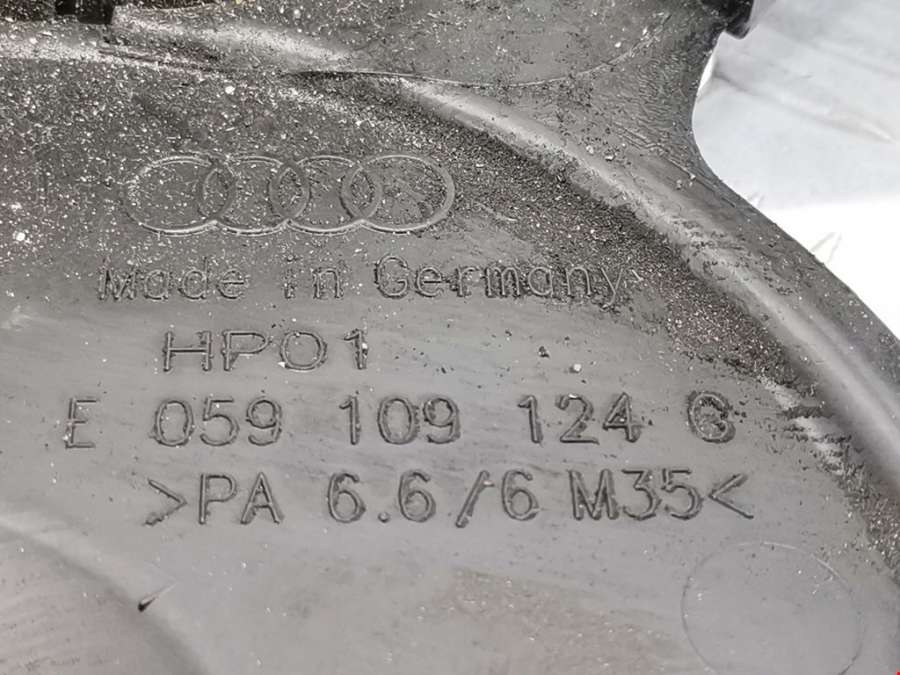 Made in Germany
HP01
E 059 109 124 G
>PA 6.6/6 M35<